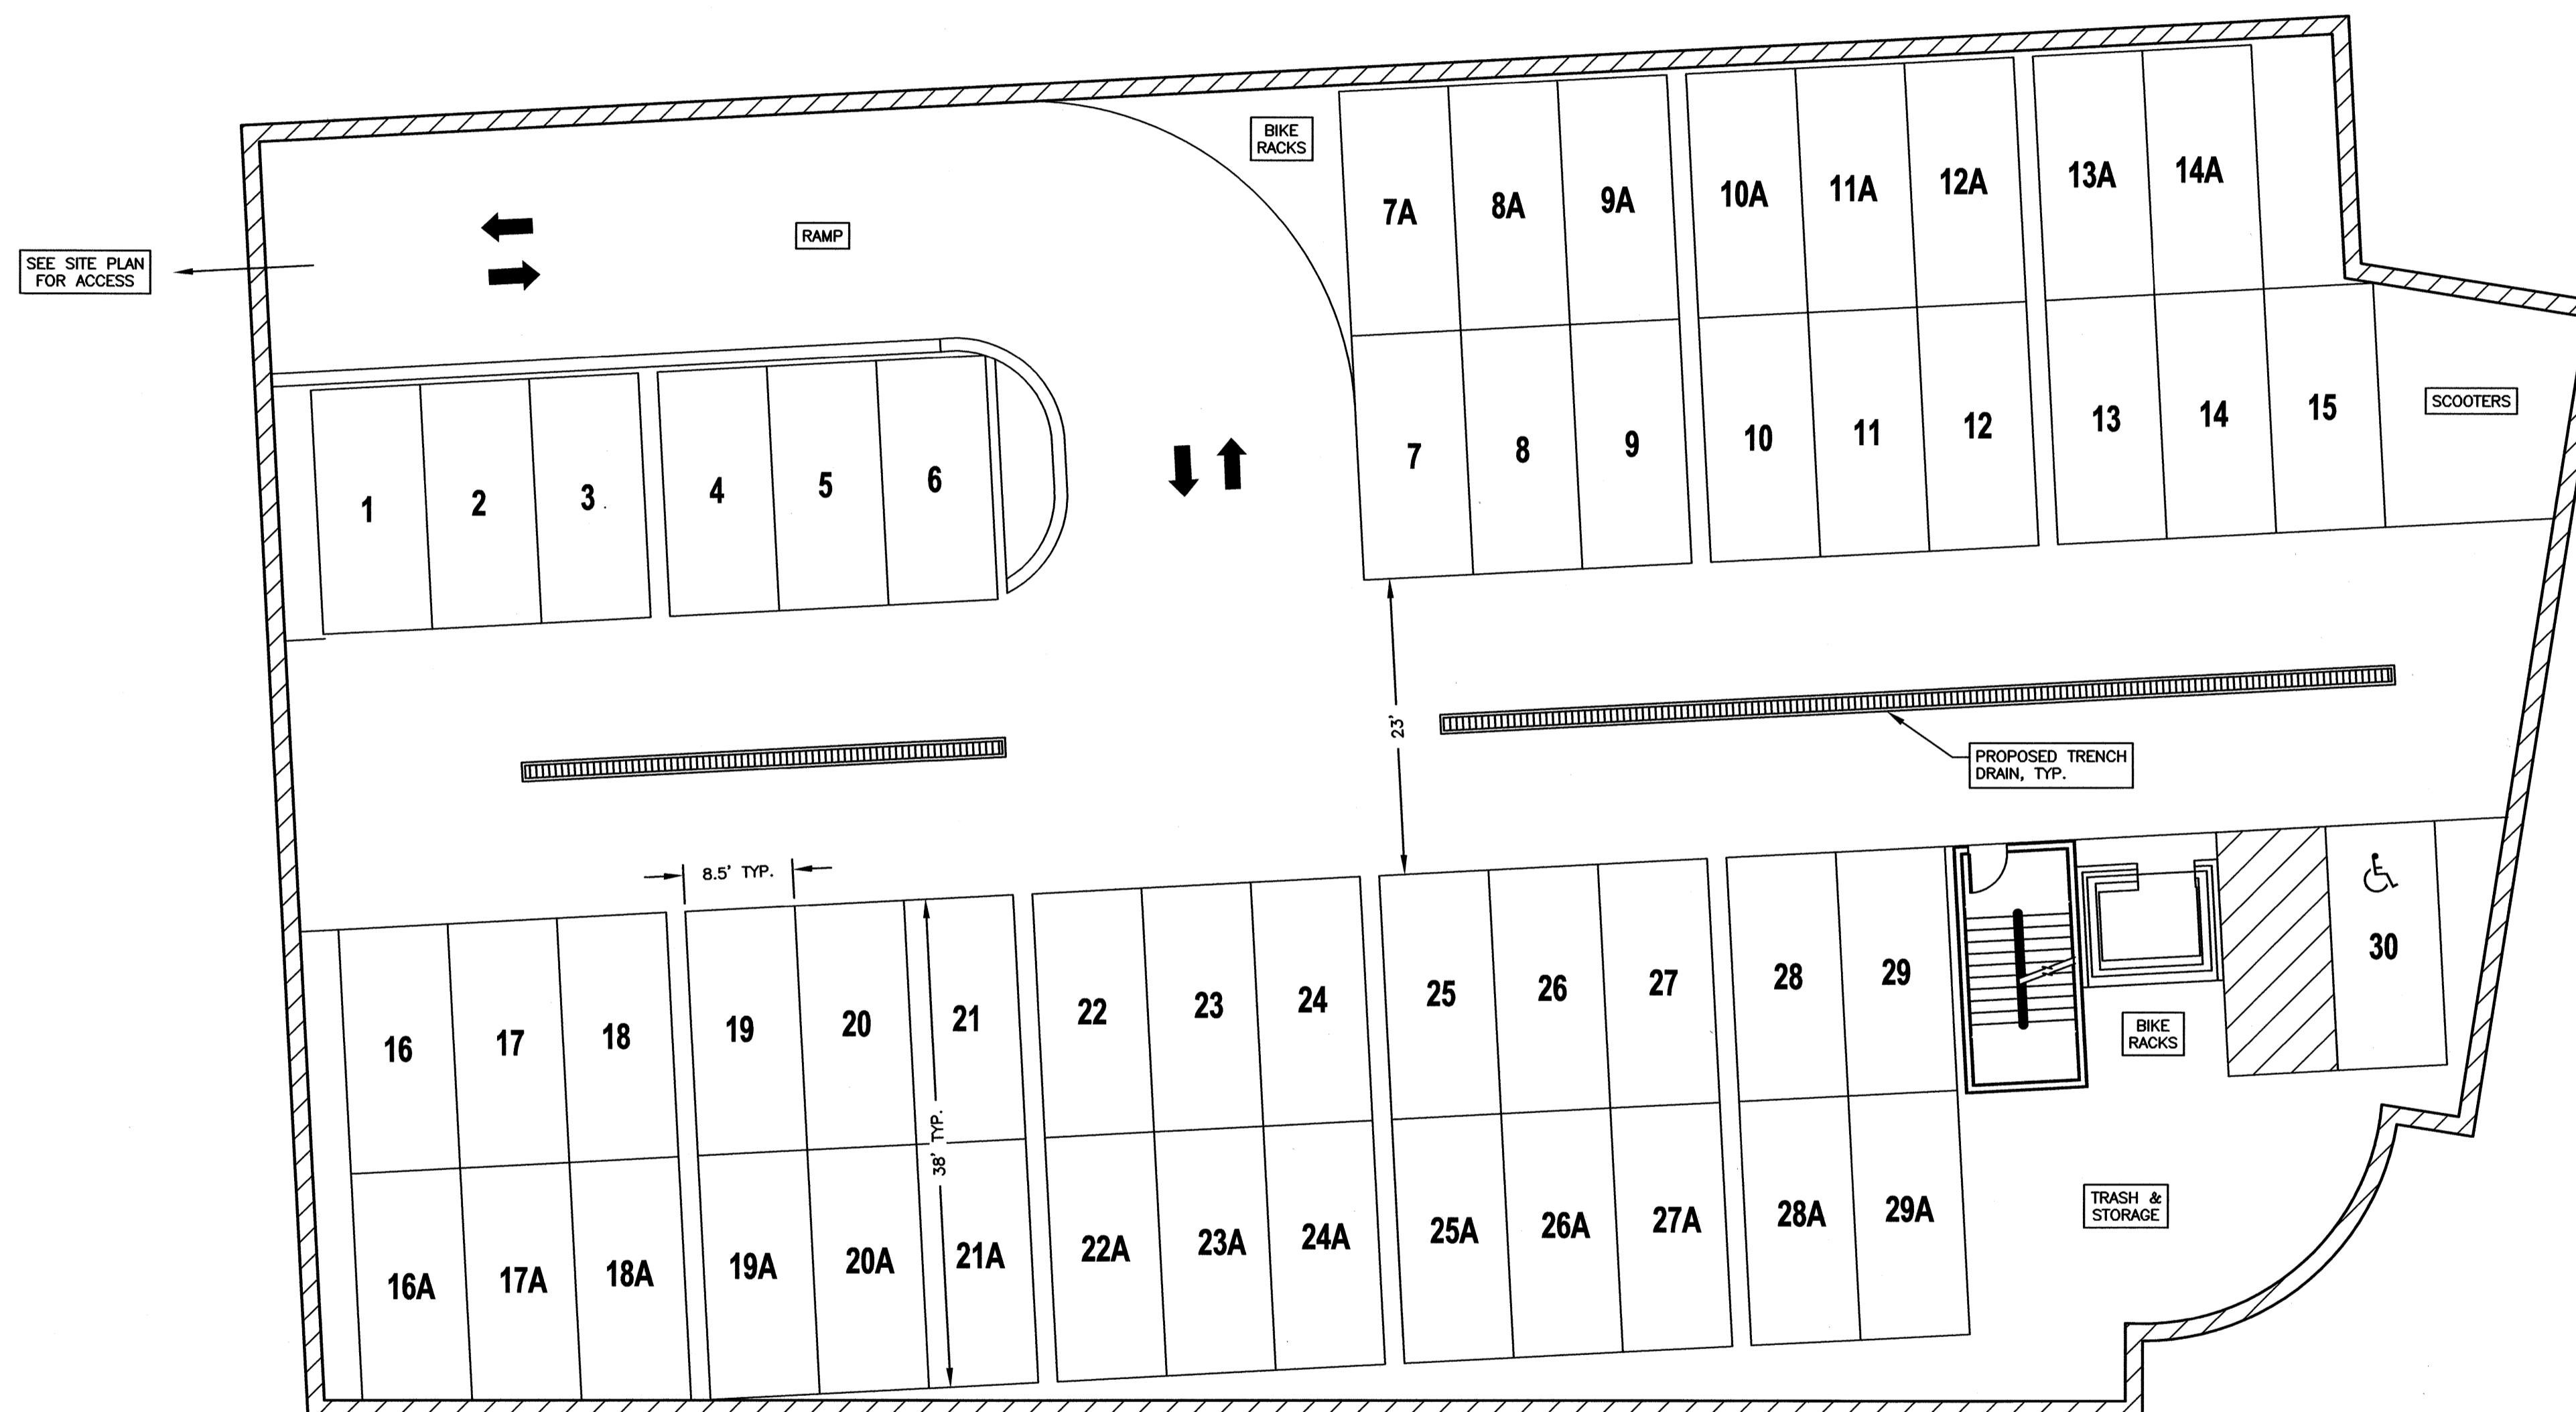 BIKE
RACKS
7A
8A
9A
10A
11A
12A
13A
14A
RAMP
SEE SITE PLAN
FOR ACCESS
1
2
3
4
5
6
7
8
9
10
11
12
13
14
15
SCOOTERS
23'
PROPOSED TRENCH
DRAIN, TYP.
8.5' TYP.
38' TYP.
16
17
18
19
20
21
22
23
24
25
26
27
28
29
30
BIKE
RACKS
16A
17A
18A
19A
20A
21A
22A
23A
24A
25A
26A
27A
28A
29A
TRASH &
STORAGE